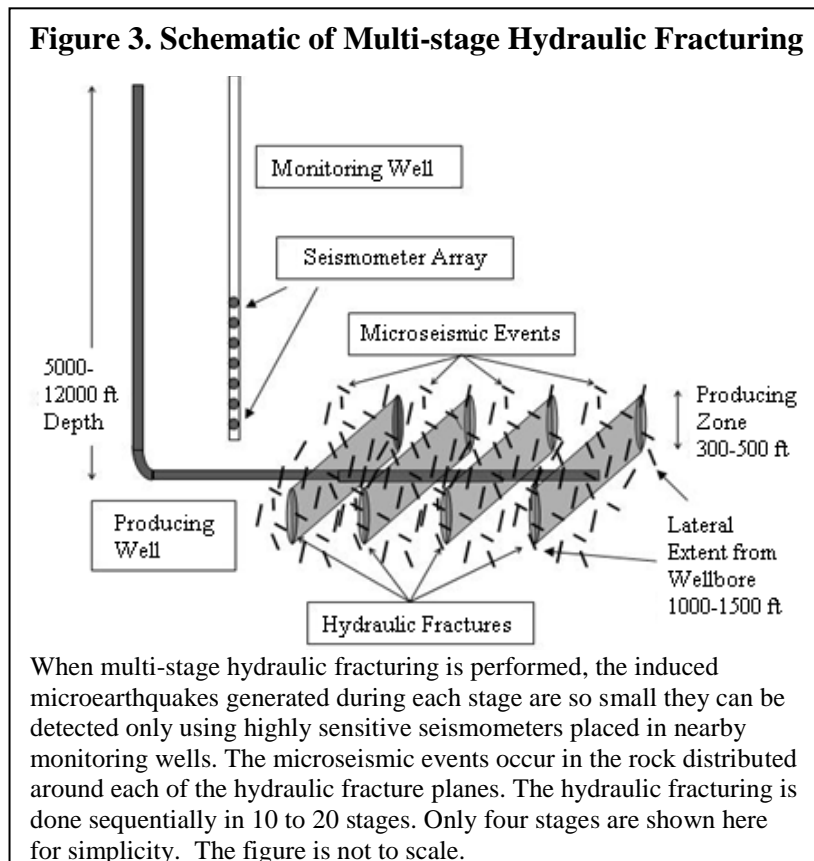 Figure 3. Schematic of Multi-stage Hydraulic Fracturing
Monitoring Well
Seismometer Array
Microseismic Events
5000-
12000 ft
Depth
Producing
Zone
300-500 ft
Producing
Well
Lateral
Extent from
Wellbore
1000-1500 ft
Hydraulic Fractures
When multi-stage hydraulic fracturing is performed, the induced
microearthquakes generated during each stage are so small they can be
detected only using highly sensitive seismometers placed in nearby
monitoring wells. The microseismic events occur in the rock distributed
around each of the hydraulic fracture planes. The hydraulic fracturing is
done sequentially in 10 to 20 stages. Only four stages are shown here
for simplicity.  The figure is not to scale.